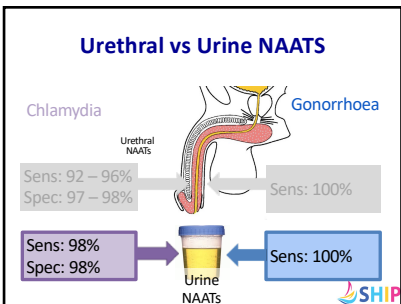 Urethral vs Urine NAATS
Chlamydia
Gonorrhoea
Urethral
NAATs
Sens: 92 – 96%
Spec: 97 – 98%
Sens: 100%
Sens: 98%
Spec: 98%
Sens: 100%
Urine
NAATs
SHIP